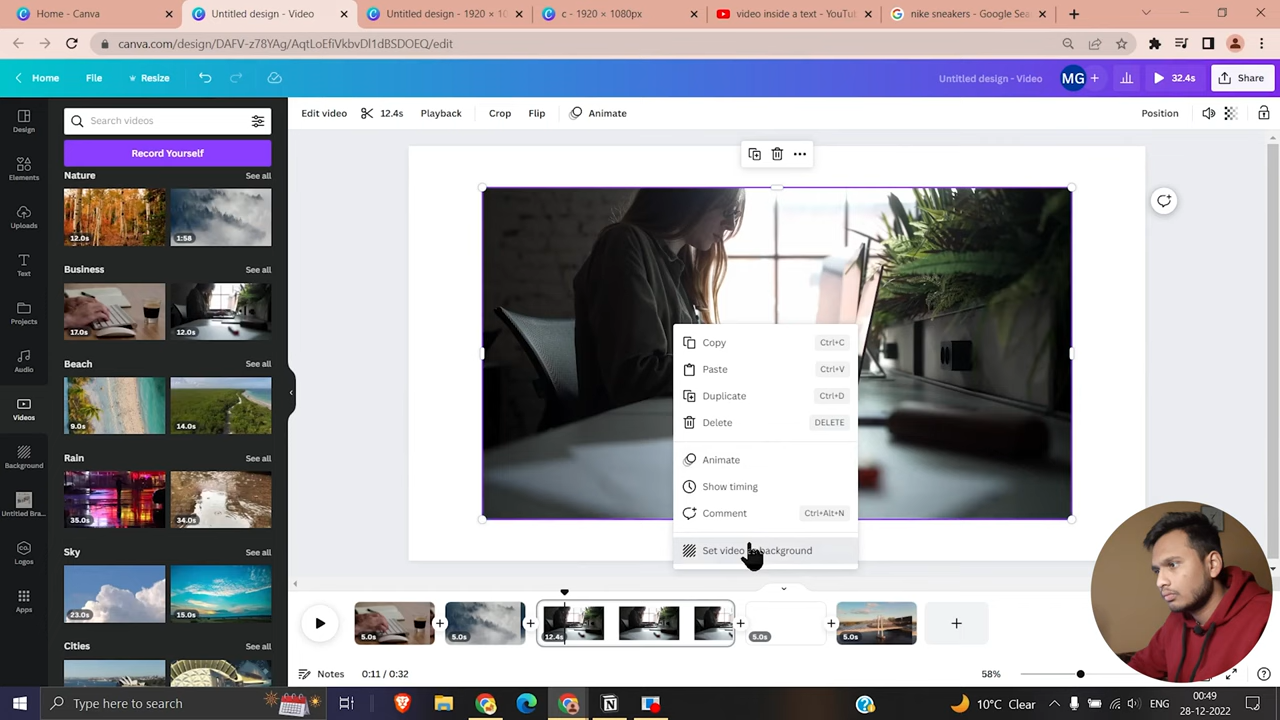 Home - Canva
Untitled design - Video
Untitled design - 1920 × 1
c - 1920 × 1080px
video inside a text - YouTu
nike sneakers - Google Sea
canva.com/design/DAFV-z78YAg/AqtLoEfiVkbvDl1dBSDOEQ/edit
Home
File
Resize
Untitled design - Video
MG
32.4s
Share
Design
Elements
Uploads
Text
Projects
Audio
Videos
Background
Untitled Bra...
Logos
Apps
Search videos
Record Yourself
Nature
See all
12.0s
1:58
Business
See all
17.0s
12.0s
Beach
See all
9.0s
14.0s
Rain
See all
35.0s
34.0s
Sky
See all
23.0s
15.0s
Cities
See all
Edit video
12.4s
Playback
Crop
Flip
Animate
Position
Copy Ctrl+C
Paste Ctrl+V
Duplicate Ctrl+D
Delete DELETE
Animate
Show timing
Comment Ctrl+Alt+N
Set video background
5.0s
5.0s
12.4s
5.0s
5.0s
Notes
0:11 / 0:32
58%
Type here to search
10°C Clear
ENG
00:49
28-12-2022
2